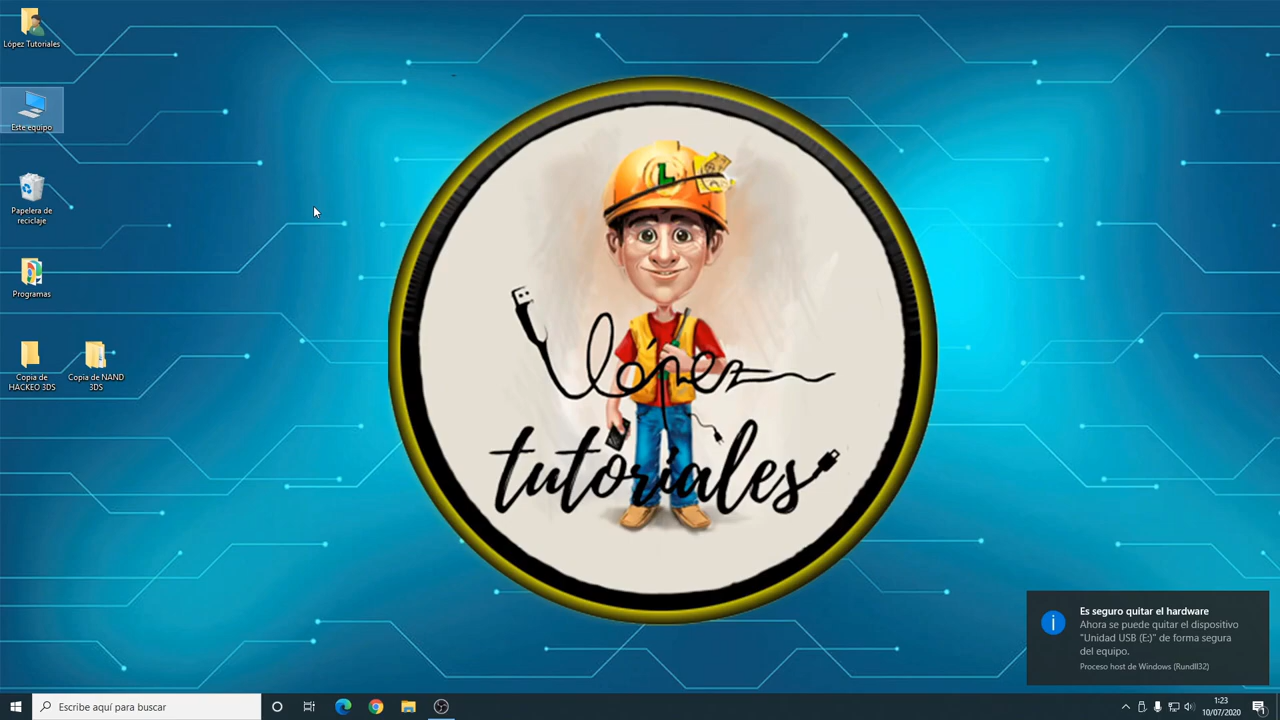 López Tutoriales
Este equipo
Papelera de
reciclaje
Programas
Copia de
HACKEO 3DS
Copia de NAND
3DS
L
López
tutoriales
Es seguro quitar el hardware
Ahora se puede quitar el dispositivo
"Unidad USB (E:)" de forma segura
del equipo.
Proceso host de Windows (Rundll32)
Escribe aquí para buscar
1:23
10/07/2020
1